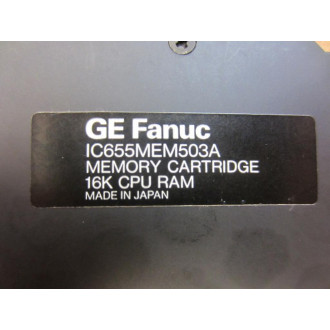 GE Fanuc
IC655MEM503A
MEMORY CARTRIDGE
16K CPU RAM
MADE IN JAPAN